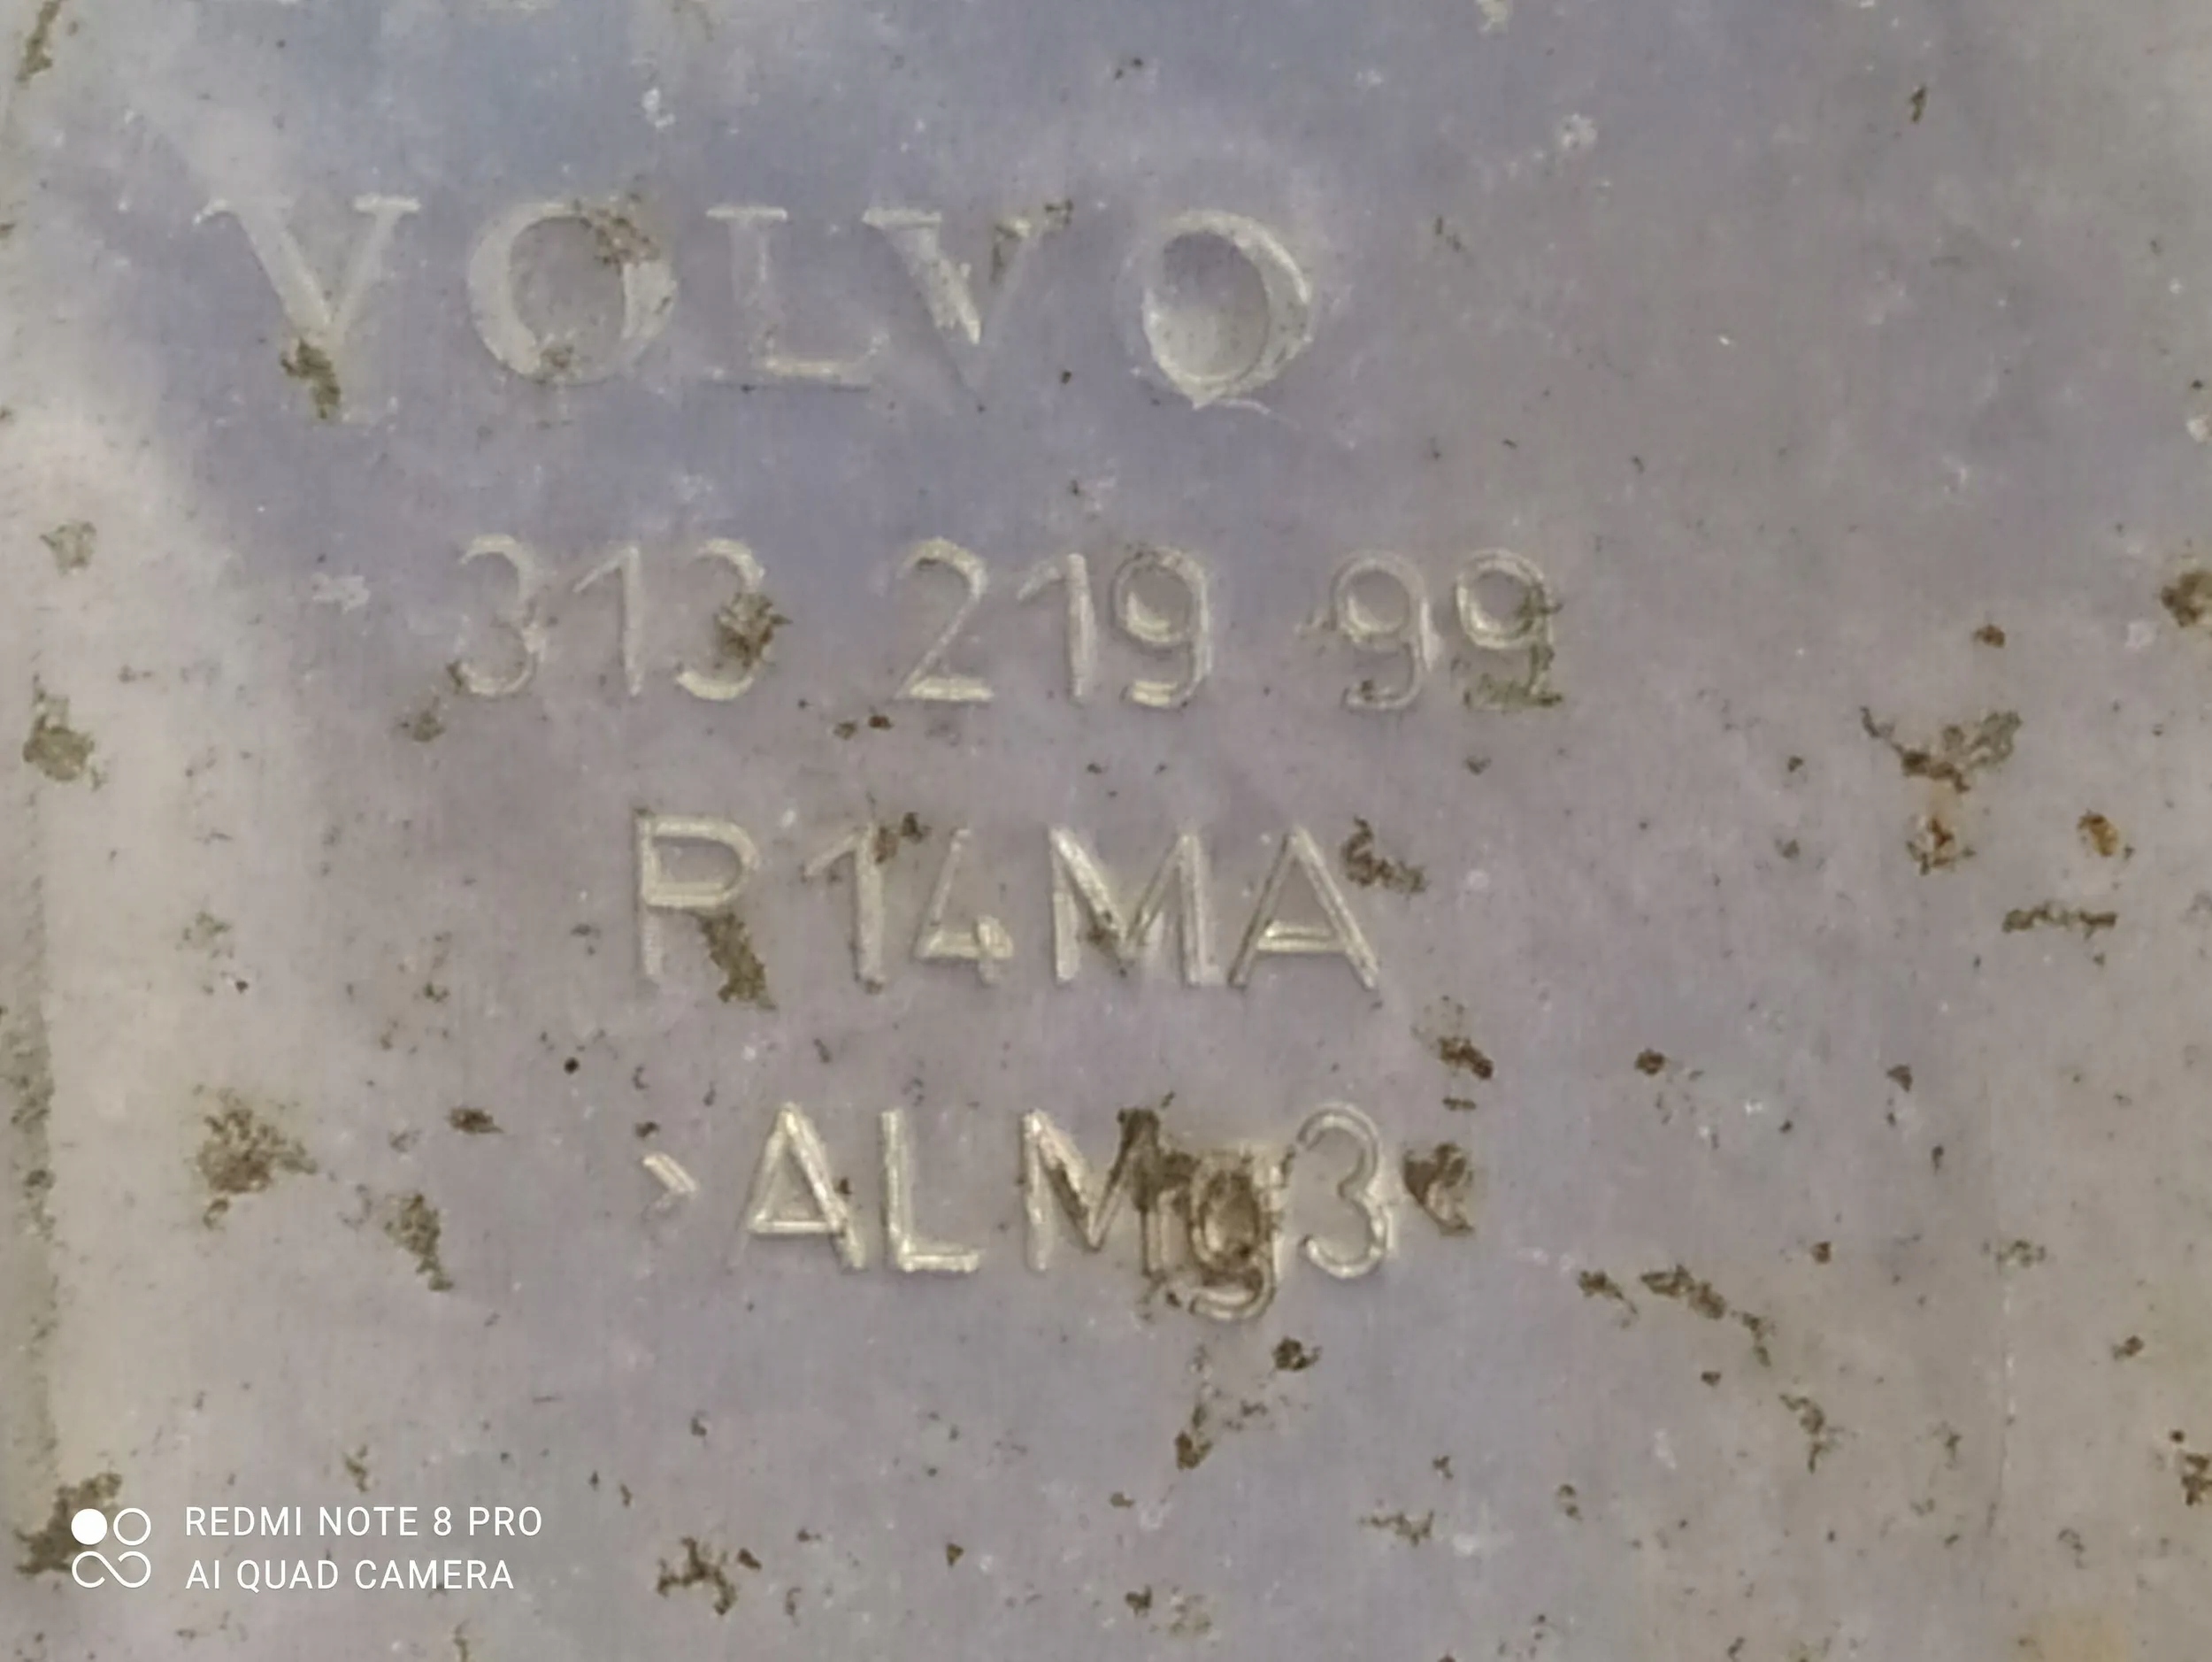 VOLVO
313 219 99
R14MA
>ALMg3<
REDMI NOTE 8 PRO
AI QUAD CAMERA